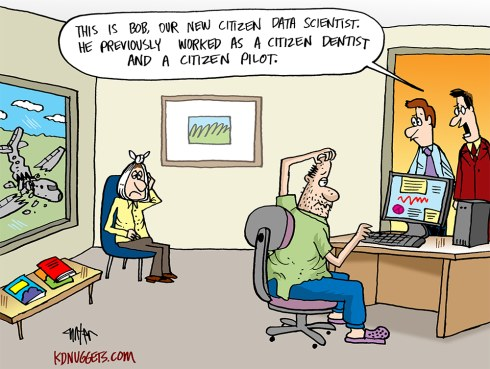 THIS IS BOB, OUR NEW CITIZEN DATA SCIENTIST.
HE PREVIOUSLY WORKED AS A CITIZEN DENTIST
AND A CITIZEN PILOT.
KDNUGGETS.COM